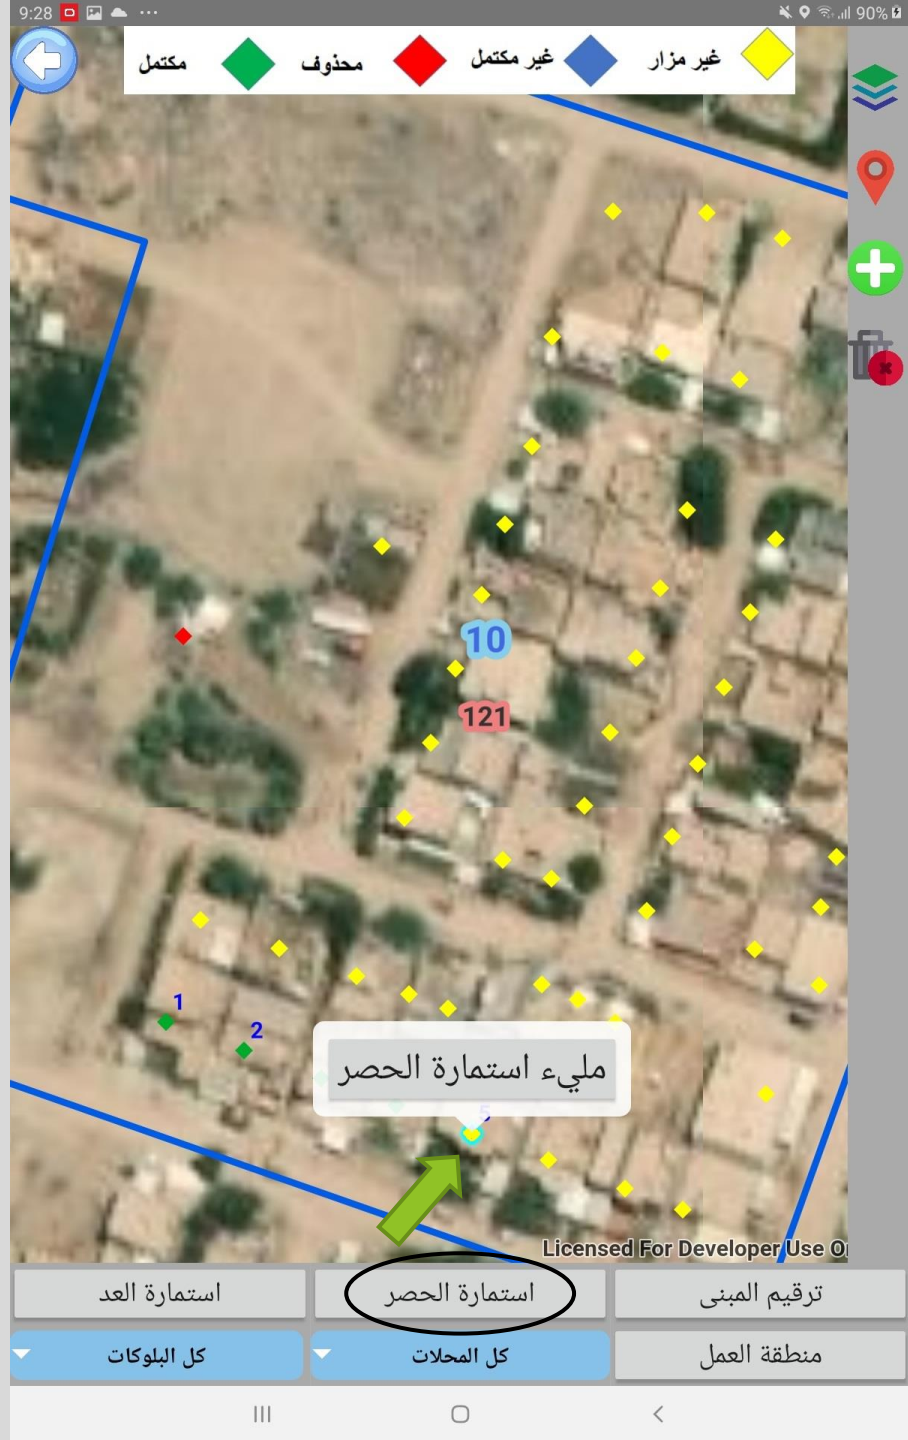 9:28 90%
غير مزار غير مكتمل محذوف مكتمل
10
121
1
2
5
مليء استمارة الحصر
Licensed For Developer Use O
ترقيم المبنى استمارة الحصر استمارة العد
منطقة العمل كل المحلات كل البلوكات